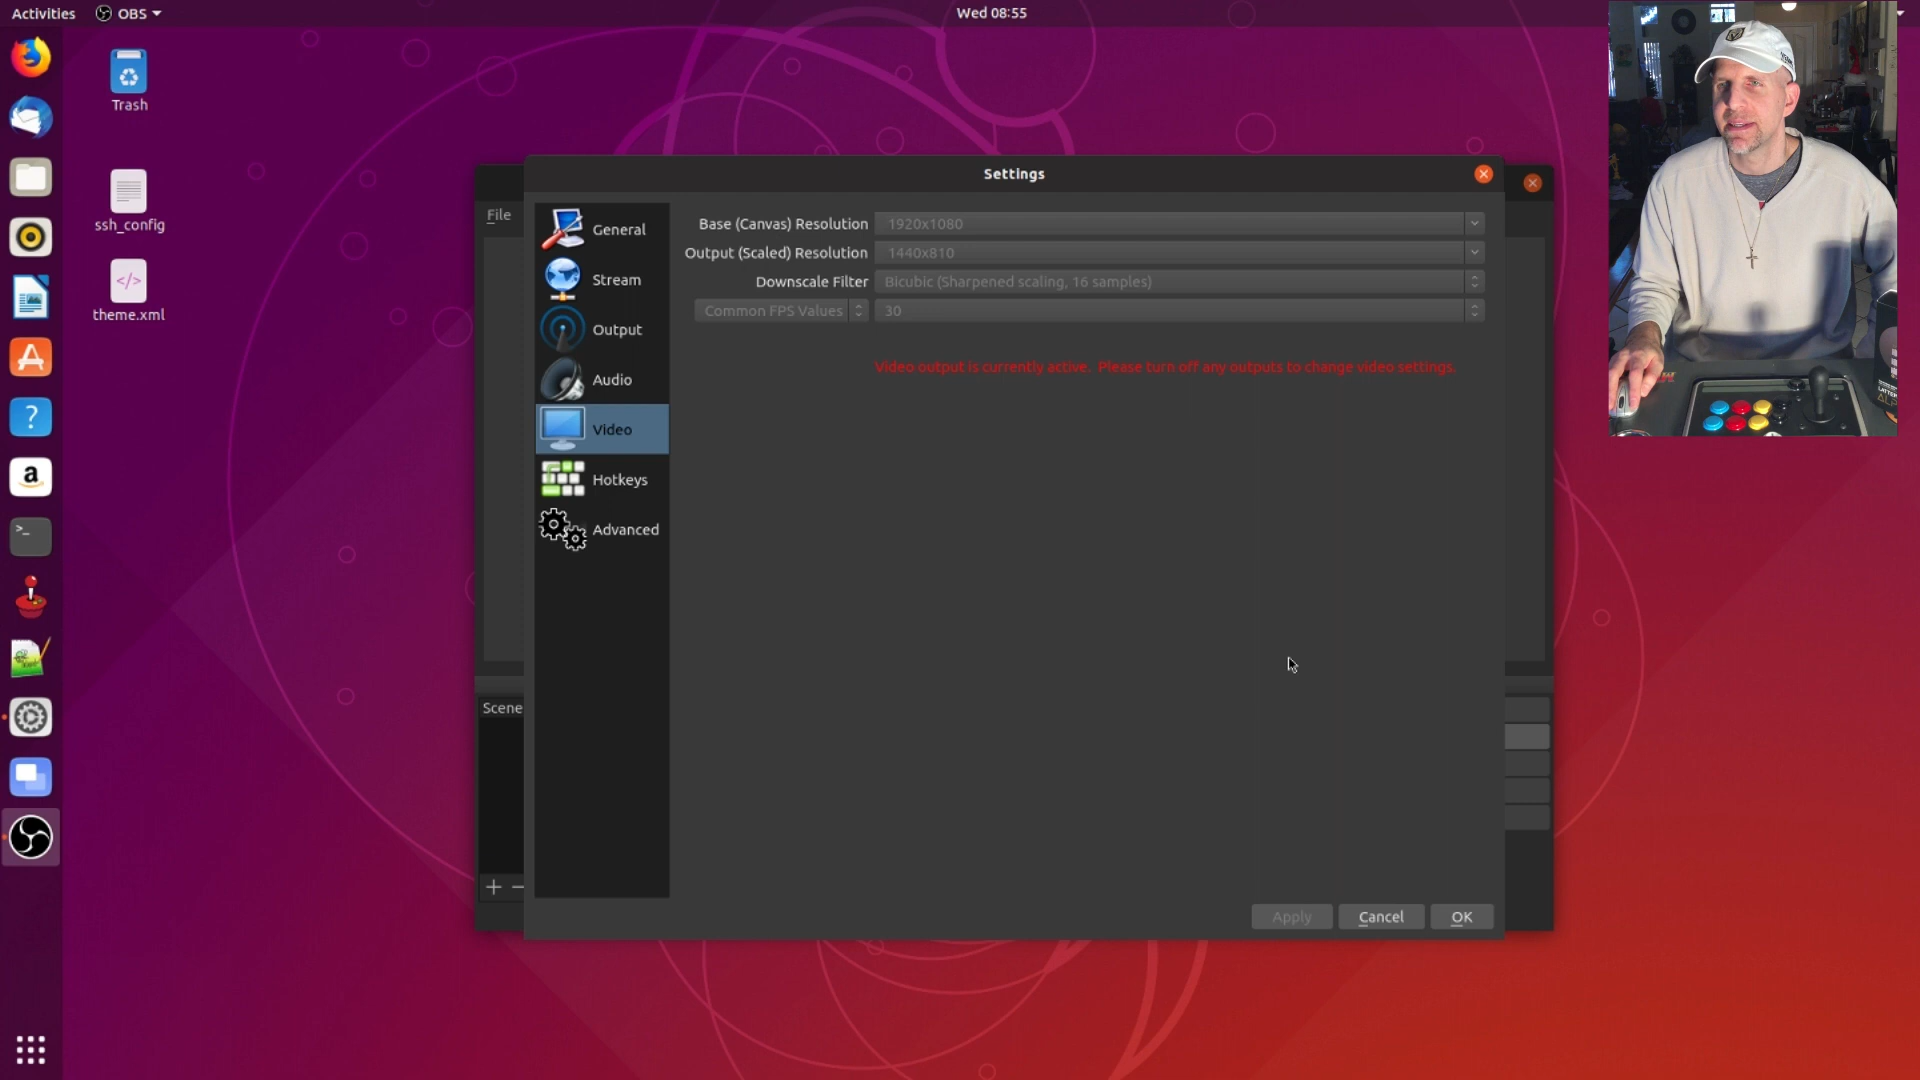 Activities
OBS
Wed 08:55
Trash
ssh_config
</>
theme.xml
Settings
File
General
Stream
Output
Audio
Video
Hotkeys
Advanced
Base (Canvas) Resolution
1920x1080
Output (Scaled) Resolution
1440x810
Downscale Filter
Bicubic (Sharpened scaling, 16 samples)
Common FPS Values
30
Video output is currently active. Please turn off any outputs to change video settings.
Scene
Apply
Cancel
OK